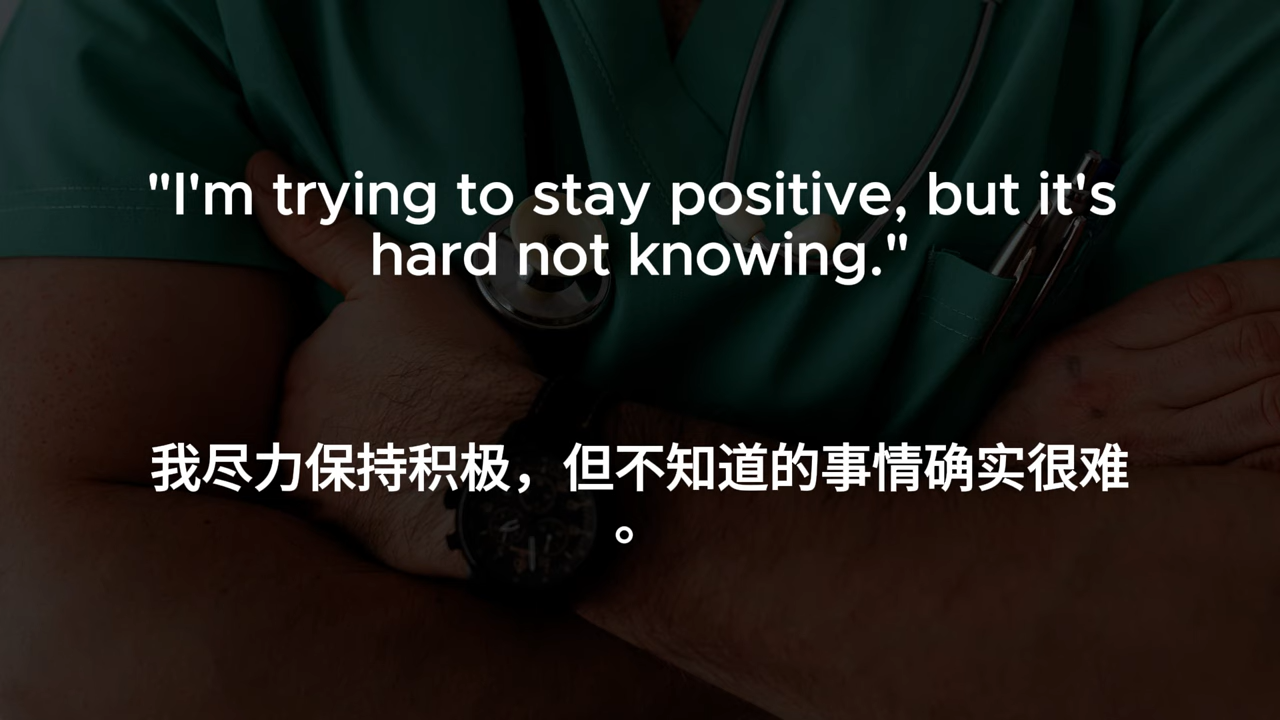 "I'm trying to stay positive, but it's
hard not knowing."
我尽力保持积极，但不知道的事情确实很难
。